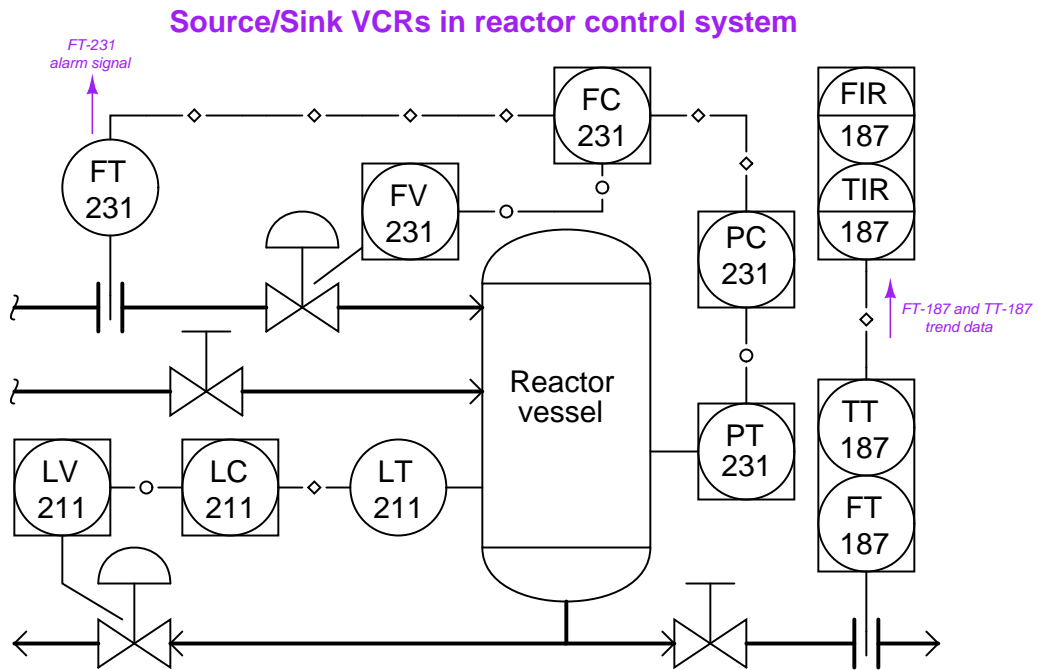 Source/Sink VCRs in reactor control system
FT-231
alarm signal
FT
231
FV
231
FC
231
PC
231
FIR
187
TIR
187
FT-187 and TT-187
trend data
Reactor
vessel
PT
231
TT
187
FT
187
LV
211
LC
211
LT
211